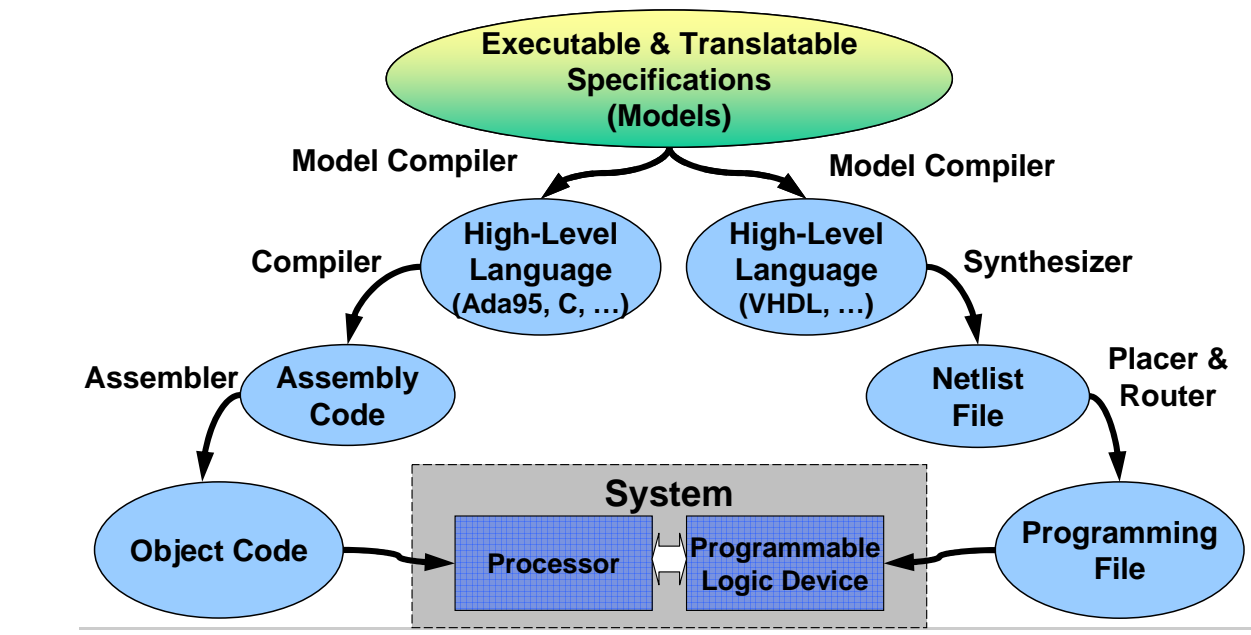 Executable & Translatable
Specifications
(Models)
Model Compiler
Model Compiler
High-Level
Language
(Ada95, C, …)
High-Level
Language
(VHDL, …)
Compiler
Synthesizer
Assembler
Assembly
Code
Netlist
File
Placer &
Router
Object Code
System
Processor
Programmable
Logic Device
Programming
File